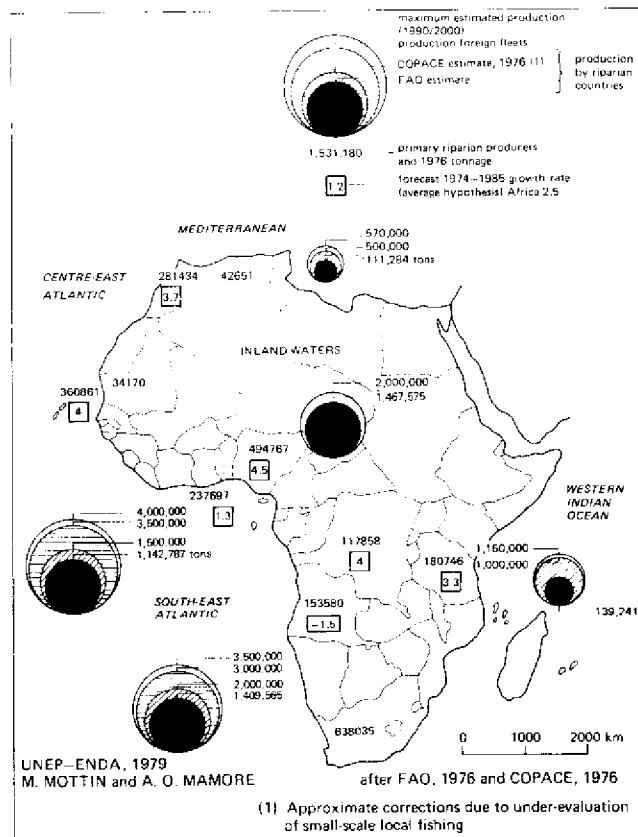 maximum estimated production
(1990/2000)
production foreign fleets
COPACE estimate, 1976 (1)
FAO estimate
production
by riparian
countries
1,531,180
primary riparian producers
and 1976 tonnage
1.2
forecast 1974–1985 growth rate
(average hypothesis) Africa 2.5
MEDITERRANEAN
570,000
500,000
111,284 tons
CENTRE-EAST
ATLANTIC
281434
42651
3.7
INLAND WATERS
34170
360861
4
2,000,000
1,467,575
494767
4.5
237697
1.3
WESTERN
INDIAN
OCEAN
4,000,000
3,500,000
1,500,000
1,142,787 tons
117858
4
180746
3.3
1,150,000
1,000,000
139,241
SOUTH-EAST
ATLANTIC
153580
–1.5
3,500,000
3,000,000
2,000,000
1,409,565
638035
0 1000 2000 km
UNEP–ENDA, 1979
M. MOTTIN and A. O. MAMORE
after FAO, 1976 and COPACE, 1976
(1) Approximate corrections due to under-evaluation
of small-scale local fishing